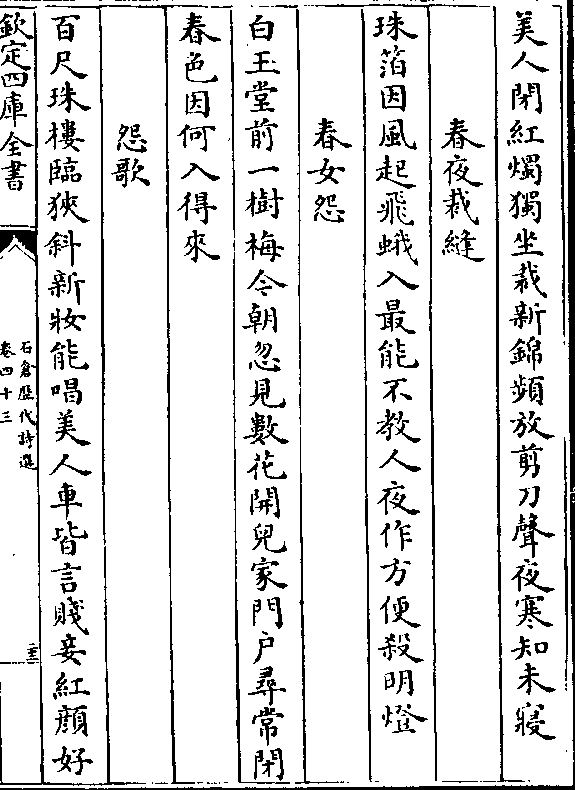 美人閉紅燭獨坐裁新錦頻放剪刀聲夜寒知未寢
春夜裁縫
珠箔因風起飛蛾入最能不教人夜作方便殺明燈
春女怨
白玉堂前一樹梅今朝忽見數花開兒家門户尋常閉
春色因何入得來
怨歌
百尺珠樓臨狹斜新妝能唱美人車皆言賤妾紅顔好
欽定四庫全書
石倉歴代詩選
卷四十三